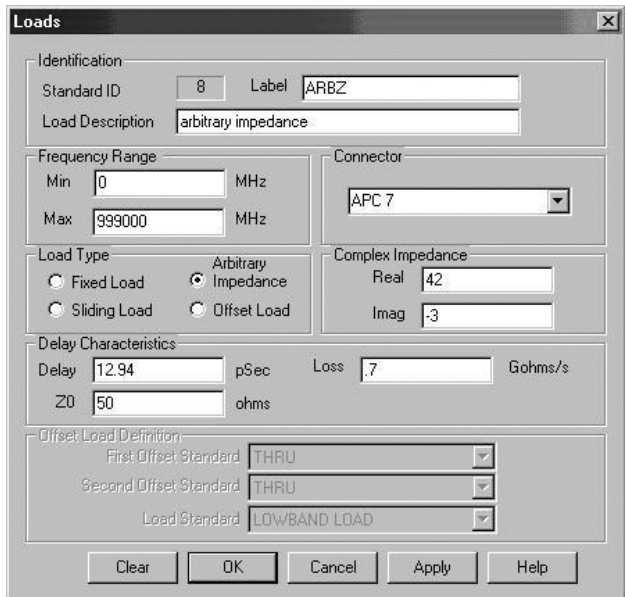 Loads
Identification
Standard ID 8 Label ARBZ
Load Description arbitrary impedance
Frequency Range
Min 0 MHz
Max 999000 MHz
Connector
APC 7
Load Type
Fixed Load
Arbitrary
Impedance
Sliding Load
Offset Load
Complex Impedance
Real 42
Imag -3
Delay Characteristics
Delay 12.94 pSec Loss .7 Gohms/s
Z0 50 ohms
Offset Load Definition
First Offset Standard THRU
Second Offset Standard THRU
Load Standard LOWBAND LOAD
Clear OK Cancel Apply Help